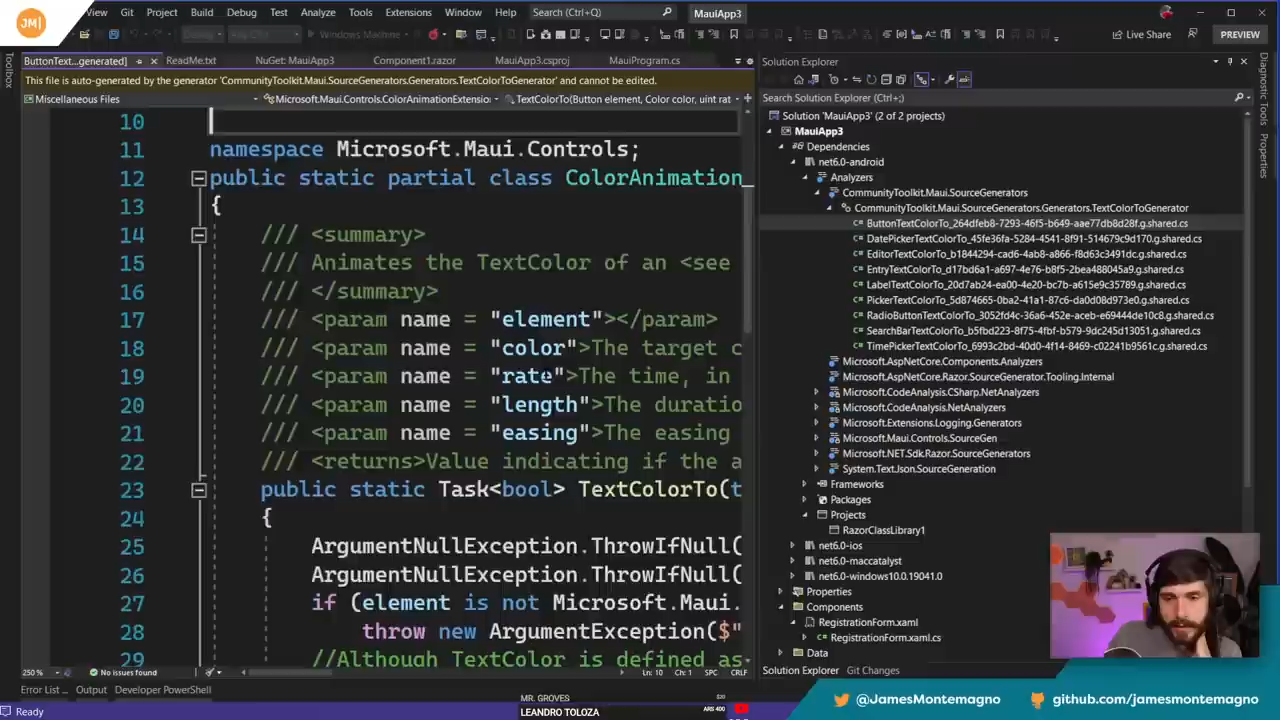 JM|
View
Git
Project
Build
Debug
Test
Analyze
Tools
Extensions
Window
Help
Search (Ctrl+Q)
MauiApp3
Windows Machine
Live Share
PREVIEW
Toolbox
ButtonText...generated]
ReadMe.txt
NuGet: MauiApp3
Component1.razor
MauiApp3.csproj
MauiProgram.cs
This file is auto-generated by the generator 'CommunityToolkit.Maui.SourceGenerators.Generators.TextColorToGenerator' and cannot be edited.
Miscellaneous Files
Microsoft.Maui.Controls.ColorAnimationExtension
TextColorTo(Button element, Color color, uint rat
10
11 namespace Microsoft.Maui.Controls;
12 public static partial class ColorAnimation
13 {
14 /// <summary>
15 /// Animates the TextColor of an <see
16 /// </summary>
17 /// <param name = "element"></param>
18 /// <param name = "color">The target c
19 /// <param name = "rate">The time, in
20 /// <param name = "length">The duratio
21 /// <param name = "easing">The easing
22 /// <returns>Value indicating if the a
23 public static Task<bool> TextColorTo(t
24 {
25 ArgumentNullException.ThrowIfNull(
26 ArgumentNullException.ThrowIfNull(
27 if (element is not Microsoft.Maui.
28 throw new ArgumentException($"
29 //Although TextColor is defined as
250 %
No issues found
Ln: 10
Ch: 1
SPC
CRLF
Error List ...
Output
Developer PowerShell
Ready
Solution Explorer
Search Solution Explorer (Ctrl+;)
Solution 'MauiApp3' (2 of 2 projects)
MauiApp3
Dependencies
net6.0-android
Analyzers
CommunityToolkit.Maui.SourceGenerators
CommunityToolkit.Maui.SourceGenerators.Generators.TextColorToGenerator
ButtonTextColorTo_264dfeb8-7293-46f5-b649-aae77db8d28f.g.shared.cs
DatePickerTextColorTo_45fe36fa-5284-4541-8f91-514679c9d170.g.shared.cs
EditorTextColorTo_b1844294-cad6-4ab8-a866-f8d63c3491dc.g.shared.cs
EntryTextColorTo_d17bd6a1-a697-4e76-b8f5-2bea488045a9.g.shared.cs
LabelTextColorTo_20d7ab24-ea00-4e20-bc7b-a615e9c35789.g.shared.cs
PickerTextColorTo_5d874665-0ba2-41a1-87c6-da0d08d973e0.g.shared.cs
RadioButtonTextColorTo_3052fd4c-36a6-452e-aceb-e69444de10c8.g.shared.cs
SearchBarTextColorTo_b5fbd223-8f75-4fbf-b579-9dc245d13051.g.shared.cs
TimePickerTextColorTo_6993c2bd-40d0-4f14-8469-c02241b9561c.g.shared.cs
Microsoft.AspNetCore.Components.Analyzers
Microsoft.AspNetCore.Razor.SourceGenerator.Tooling.Internal
Microsoft.CodeAnalysis.CSharp.NetAnalyzers
Microsoft.CodeAnalysis.NetAnalyzers
Microsoft.Extensions.Logging.Generators
Microsoft.Maui.Controls.SourceGen
Microsoft.NET.Sdk.Razor.SourceGenerators
System.Text.Json.SourceGeneration
Frameworks
Packages
Projects
RazorClassLibrary1
net6.0-ios
net6.0-maccatalyst
net6.0-windows10.0.19041.0
Properties
Components
RegistrationForm.xaml
RegistrationForm.xaml.cs
Data
Solution Explorer
Git Changes
Diagnostic Tools
Properties
MR. GROVES
$20
LEANDRO TOLOZA
ARS 400
@JamesMontemagno
github.com/jamesmontemagno